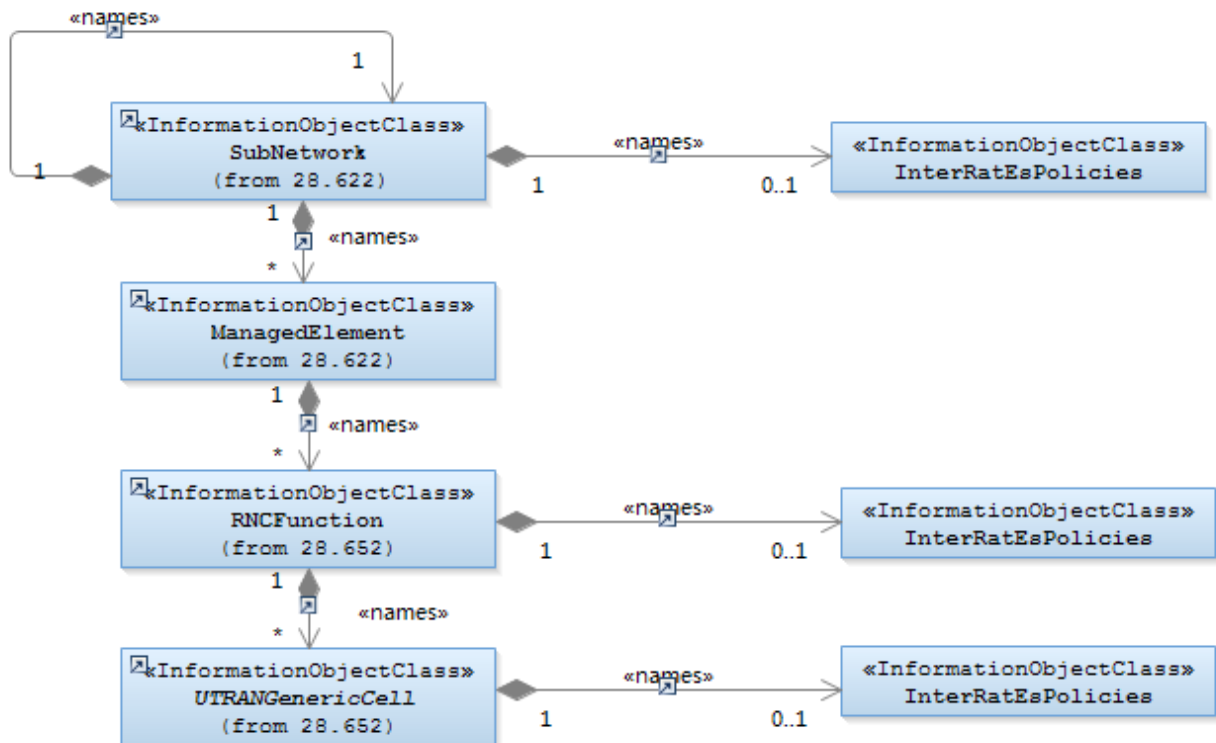 «names»
1
1
«InformationObjectClass»
SubNetwork
(from 28.622)
«names»
1
0..1
«InformationObjectClass»
InterRatEsPolicies
1
«names»
*
«InformationObjectClass»
ManagedElement
(from 28.622)
1
«names»
*
«InformationObjectClass»
RNCFunction
(from 28.652)
«names»
1
0..1
«InformationObjectClass»
InterRatEsPolicies
1
«names»
*
«InformationObjectClass»
UTRANGenericCell
(from 28.652)
«names»
1
0..1
«InformationObjectClass»
InterRatEsPolicies